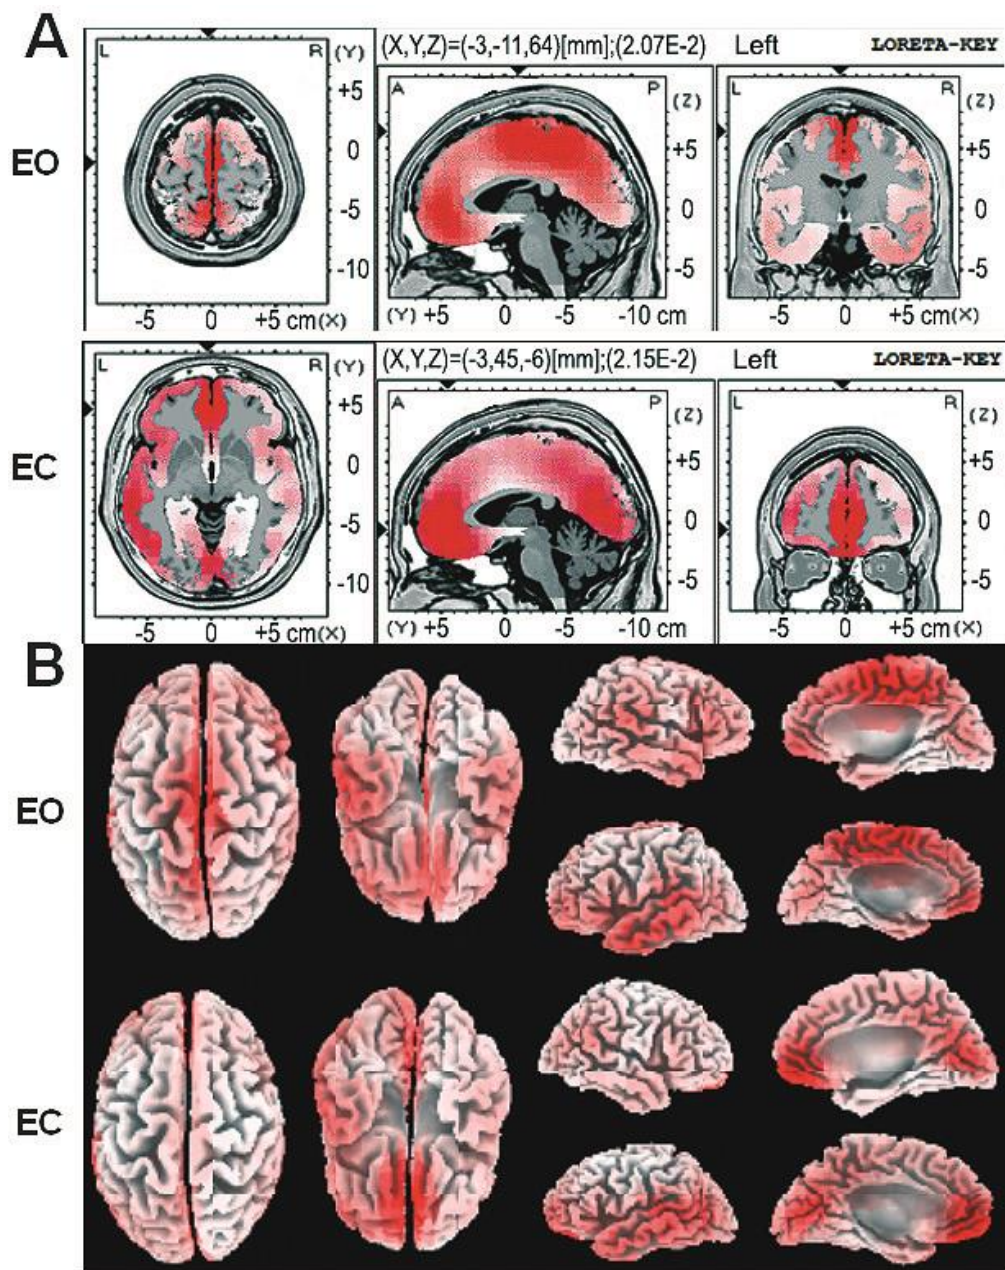 A
(X,Y,Z)=(-3,-11,64)[mm];(2.07E-2) Left LORETA-KEY
L R (Y) A P (Z) L R (Z)
EO
+5 0 -5 -10
+5 0 -5
+5 0 -5
-5 0 +5 cm (X) (Y) +5 0 -5 -10 cm -5 0 +5 cm (X)
(X,Y,Z)=(-3,45,-6)[mm];(2.15E-2) Left LORETA-KEY
L R (Y) A P (Z) L R (Z)
EC
+5 0 -5 -10
+5 0 -5
+5 0 -5
-5 0 +5 cm (X) (Y) +5 0 -5 -10 cm -5 0 +5 cm (X)
B
EO
EC